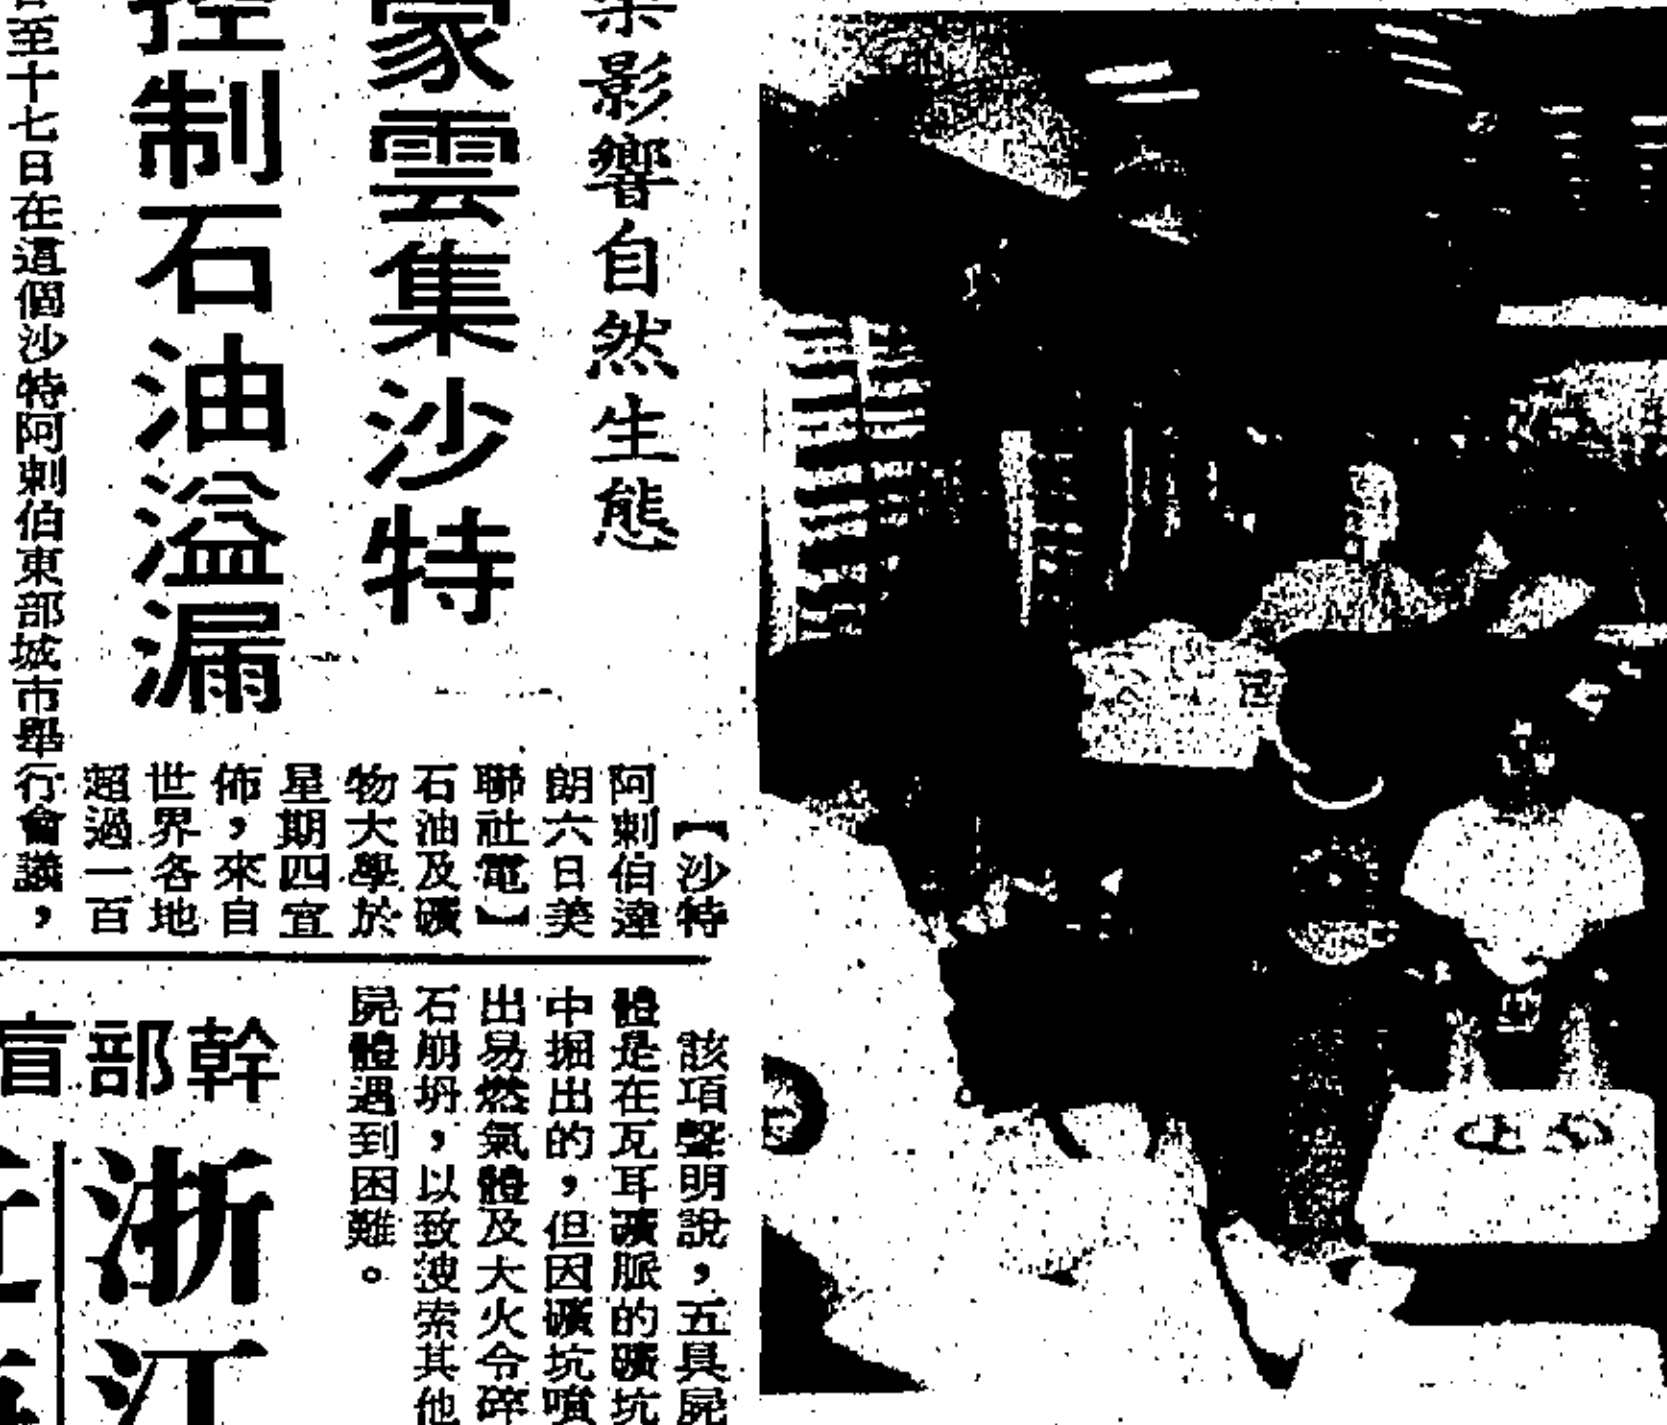 影響自然生態
家雲集沙特
控制石油溢漏
【沙特
阿剌伯達
朗六日美
聯社電】
石油及礦
物大學於
星期四宣
佈，來自
世界各地
超過一百
至十七日在這個沙特阿剌伯東部城市舉行會議，
該項聲明說，五具屍
體是在瓦耳礦脈的礦坑
中掘出的，但因礦坑噴
出易燃氣體及大火令碎
石崩坍，以致搜索其他
屍體遇到困難。
幹部盲
浙江